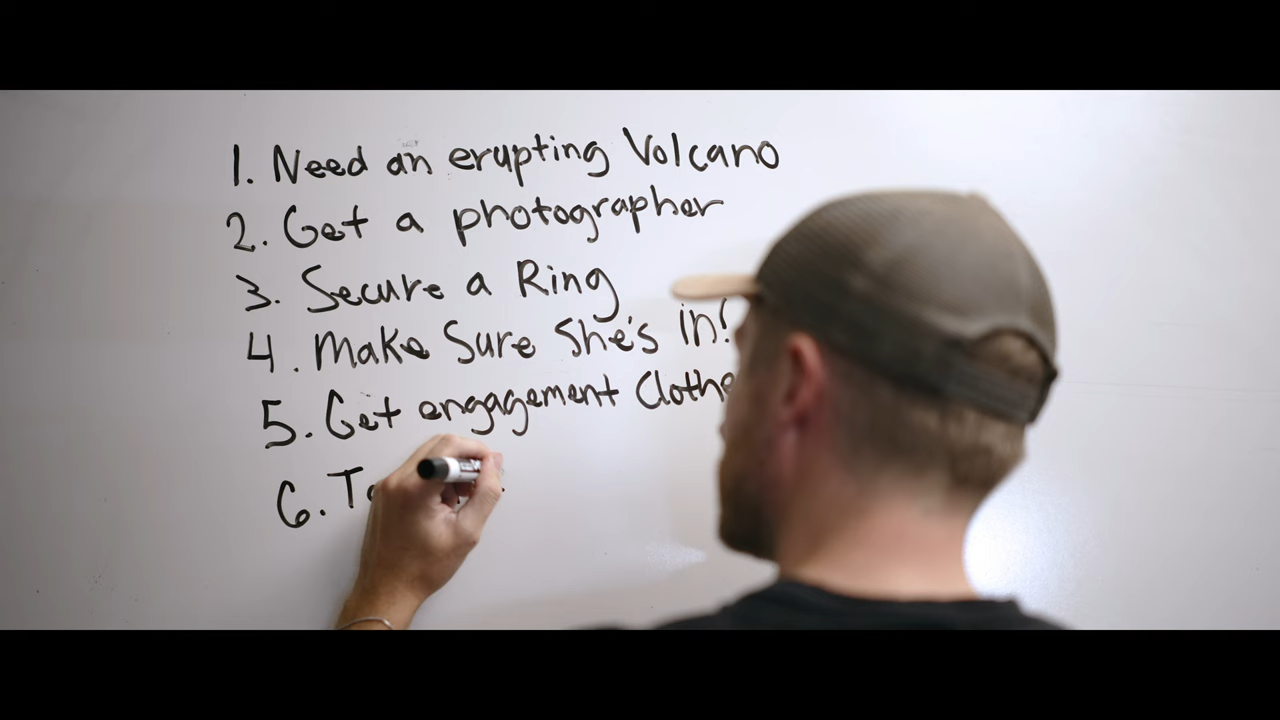 1. Need an erupting Volcano
2. Get a photographer
3. Secure a Ring
4. Make Sure She's in!
5. Get engagement
6.